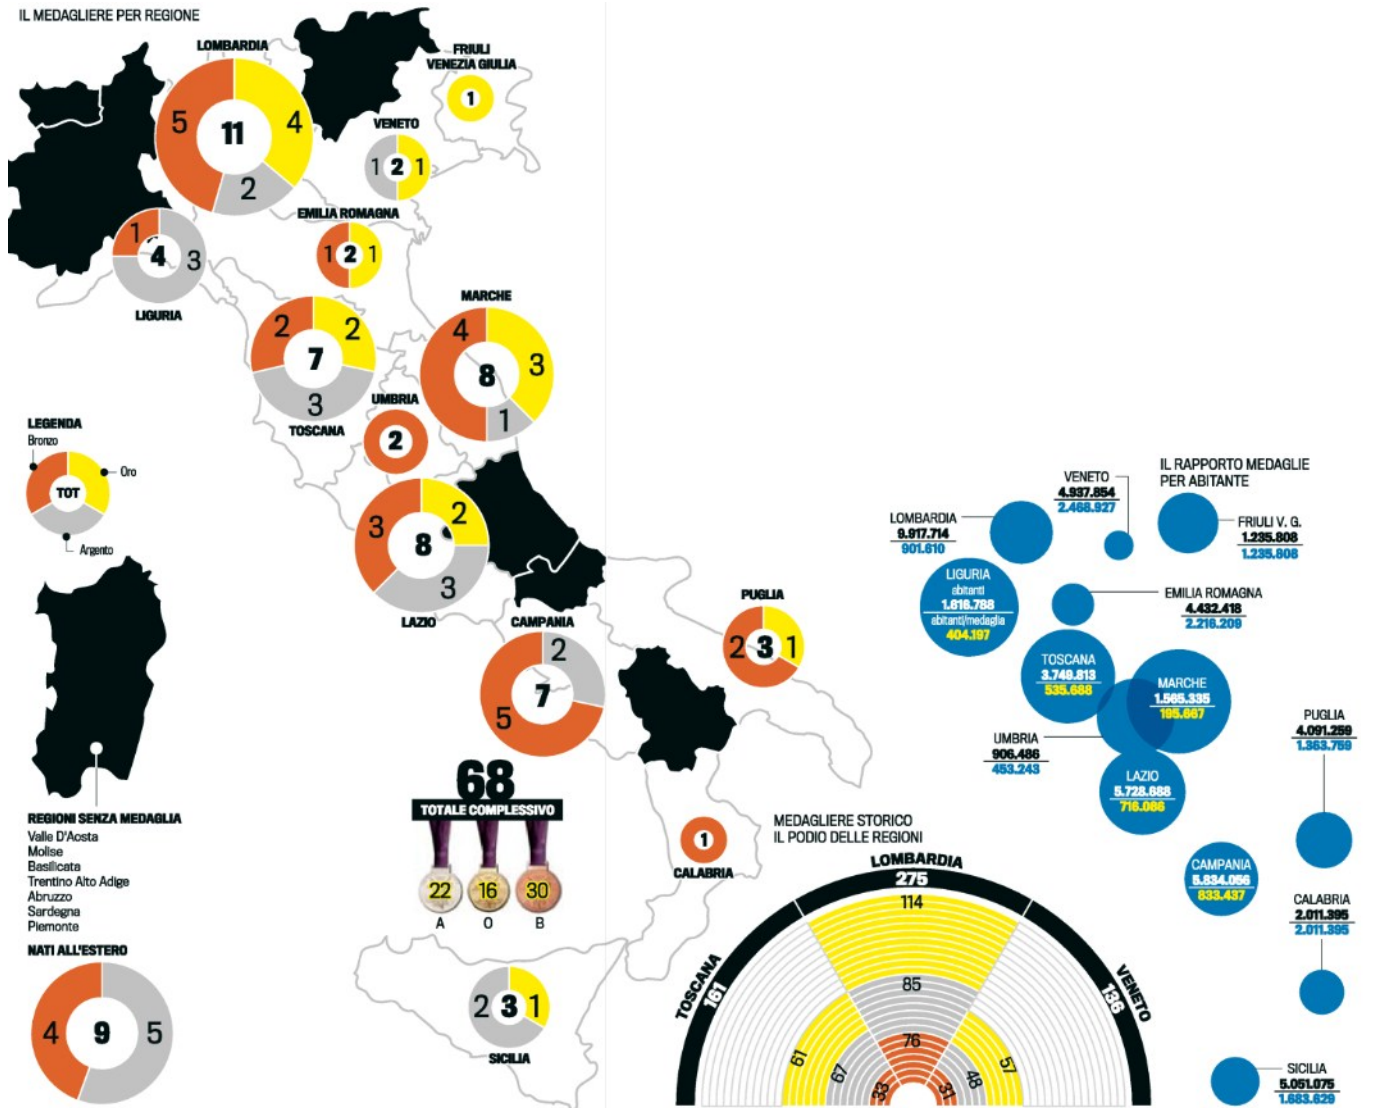 IL MEDAGLIERE PER REGIONE
LOMBARDIA
5
11
4
2
FRIULI
VENEZIA GIULIA
1
VENETO
1
2
1
EMILIA ROMAGNA
1
2
1
1
4
3
LIGURIA
2
2
7
3
TOSCANA
MARCHE
4
3
8
1
UMBRIA
2
3
2
8
3
LAZIO
LEGENDA
Bronzo
Oro
TOT
Argento
CAMPANIA
2
7
5
PUGLIA
2
3
1
1
CALABRIA
2
3
1
SICILIA
68
TOTALE COMPLESSIVO
22
16
30
A
O
B
REGIONI SENZA MEDAGLIA
Valle D'Aosta
Molise
Basilicata
Trentino Alto Adige
Abruzzo
Sardegna
Piemonte
NATI ALL'ESTERO
4
9
5
MEDAGLIERE STORICO
IL PODIO DELLE REGIONI
LOMBARDIA
275
114
85
76
TOSCANA
161
61
67
33
VENETO
136
57
48
31
IL RAPPORTO MEDAGLIE
PER ABITANTE
VENETO
4.937.854
2.468.927
LOMBARDIA
9.917.714
901.610
FRIULI V. G.
1.235.808
1.235.808
LIGURIA
abitanti
1.616.788
abitanti/medaglia
404.197
EMILIA ROMAGNA
4.432.418
2.216.209
TOSCANA
3.749.813
535.688
MARCHE
1.565.335
195.667
UMBRIA
906.486
453.243
LAZIO
5.728.688
716.086
PUGLIA
4.091.259
1.363.759
CAMPANIA
5.834.056
833.437
CALABRIA
2.011.395
2.011.395
SICILIA
5.051.075
1.683.629